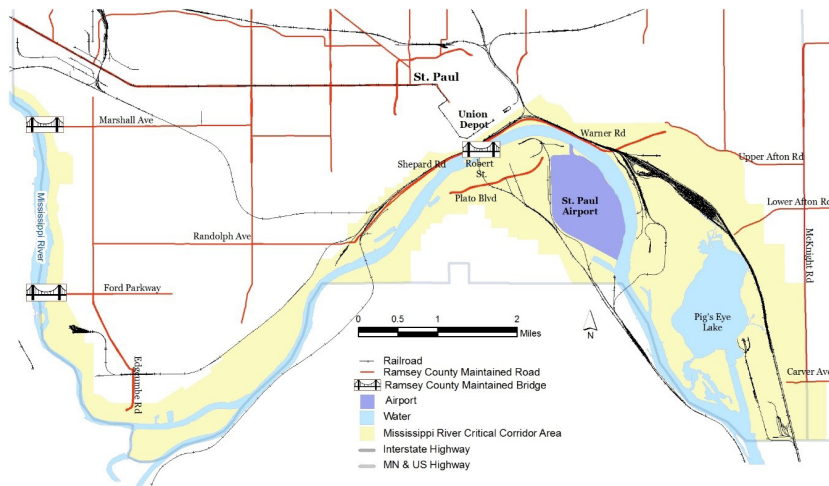 St. Paul
Union
Depot
Marshall Ave
Warner Rd
Shepard Rd
Robert
St.
Upper Afton Rd
Plato Blvd
St. Paul
Airport
Lower Afton Rd
Mississippi River
Randolph Ave
McKnight Rd
Ford Parkway
N
0
0.5
1
2
Miles
Pig's Eye
Lake
Edgcumbe Rd
Carver Ave
Railroad
Ramsey County Maintained Road
Ramsey County Maintained Bridge
Airport
Water
Mississippi River Critical Corridor Area
Interstate Highway
MN & US Highway